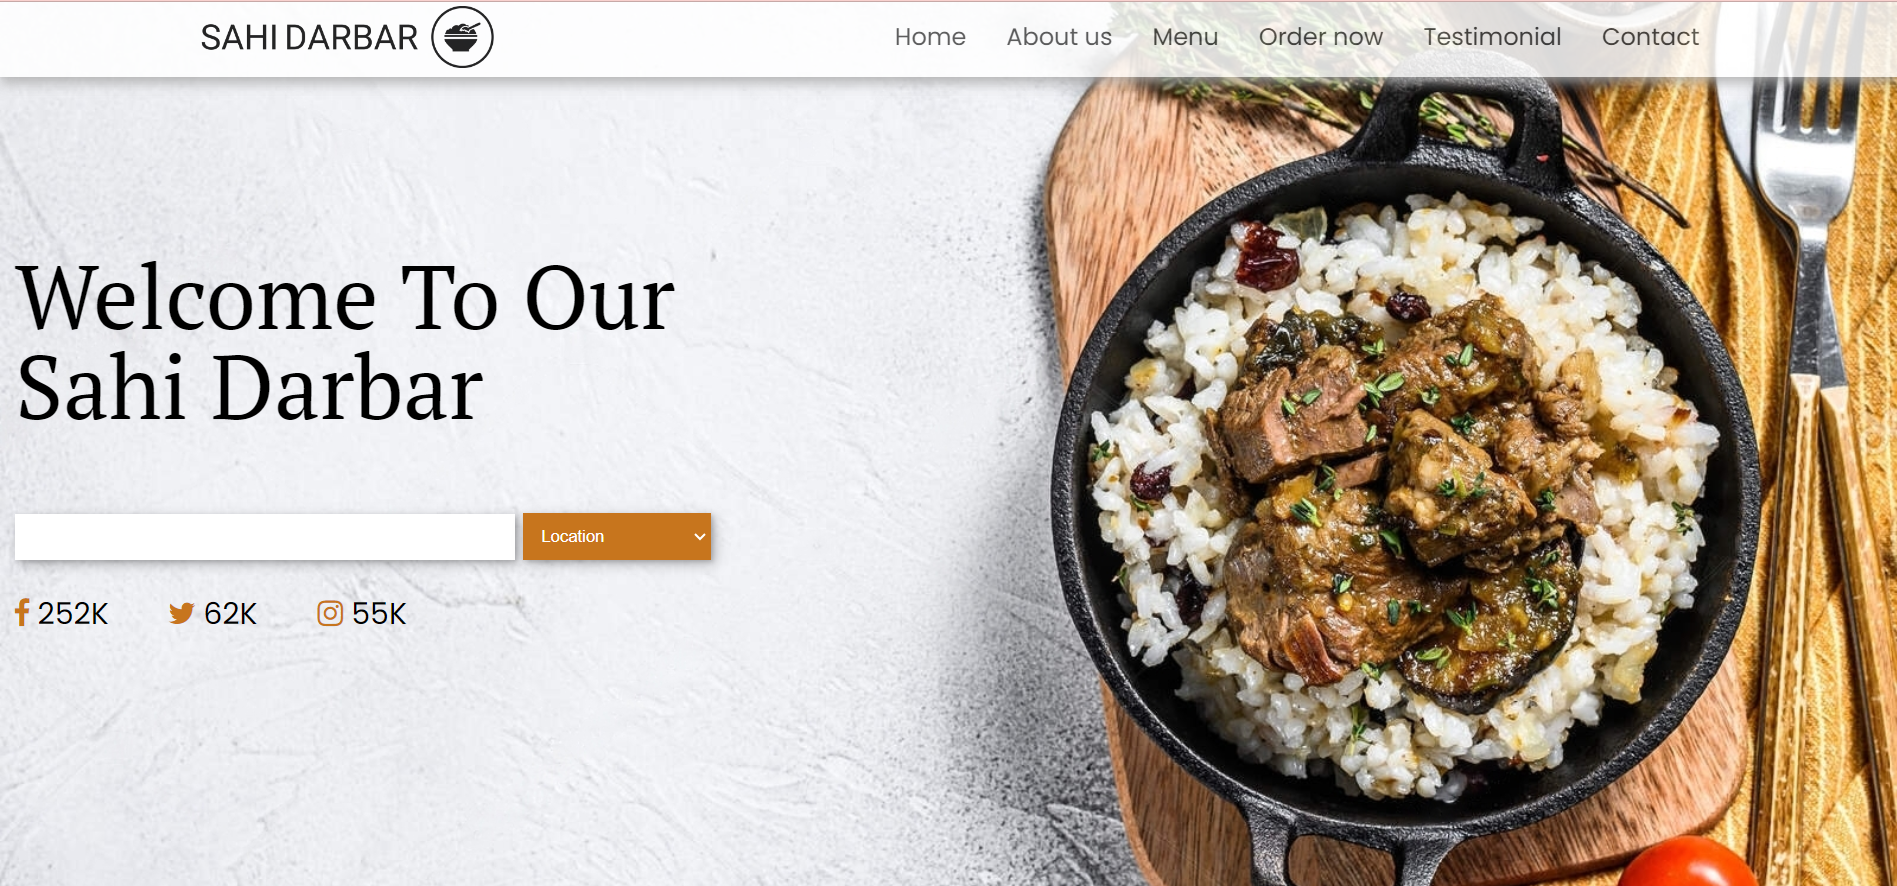 SAHI DARBAR
Home About us Menu Order now Testimonial Contact
Welcome To Our
Sahi Darbar
Location
252K 62K 55K